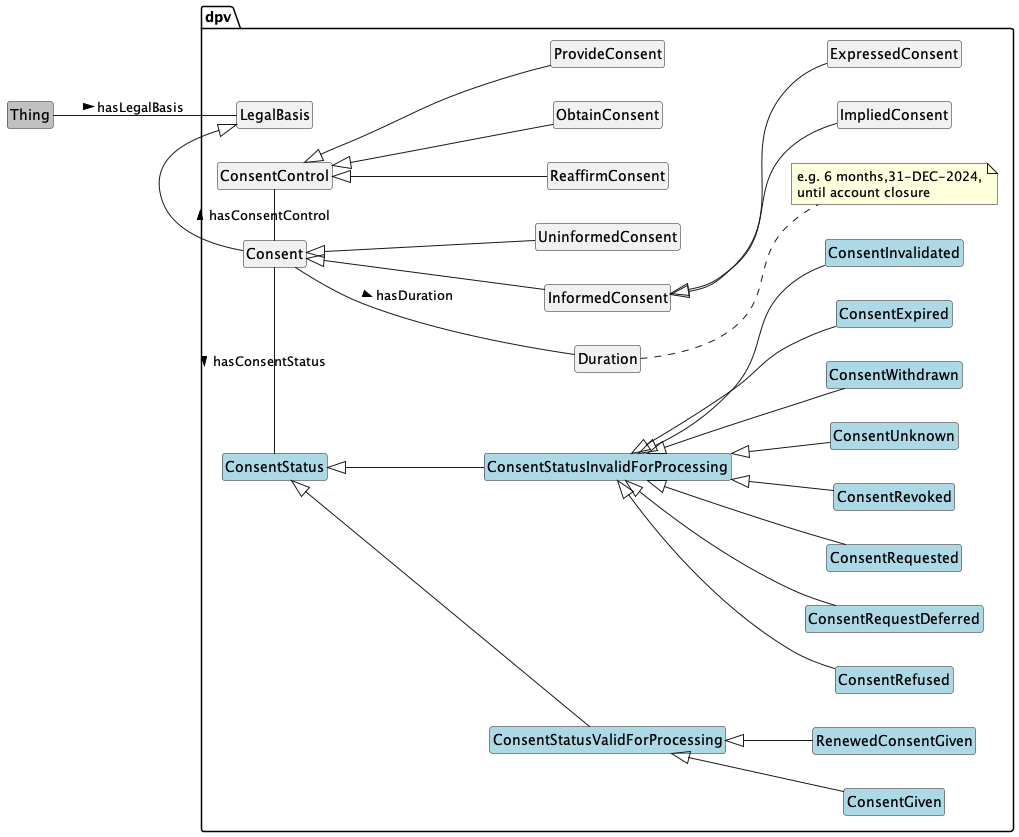 dpv
ProvideConsent
ExpressedConsent
Thing
hasLegalBasis
LegalBasis
ObtainConsent
ImpliedConsent
ConsentControl
ReaffirmConsent
e.g. 6 months,31-DEC-2024,
until account closure
hasConsentControl
UninformedConsent
Consent
ConsentInvalidated
hasDuration
InformedConsent
ConsentExpired
hasConsentStatus
Duration
ConsentWithdrawn
ConsentUnknown
ConsentStatus
ConsentStatusInvalidForProcessing
ConsentRevoked
ConsentRequested
ConsentRequestDeferred
ConsentRefused
ConsentStatusValidForProcessing
RenewedConsentGiven
ConsentGiven